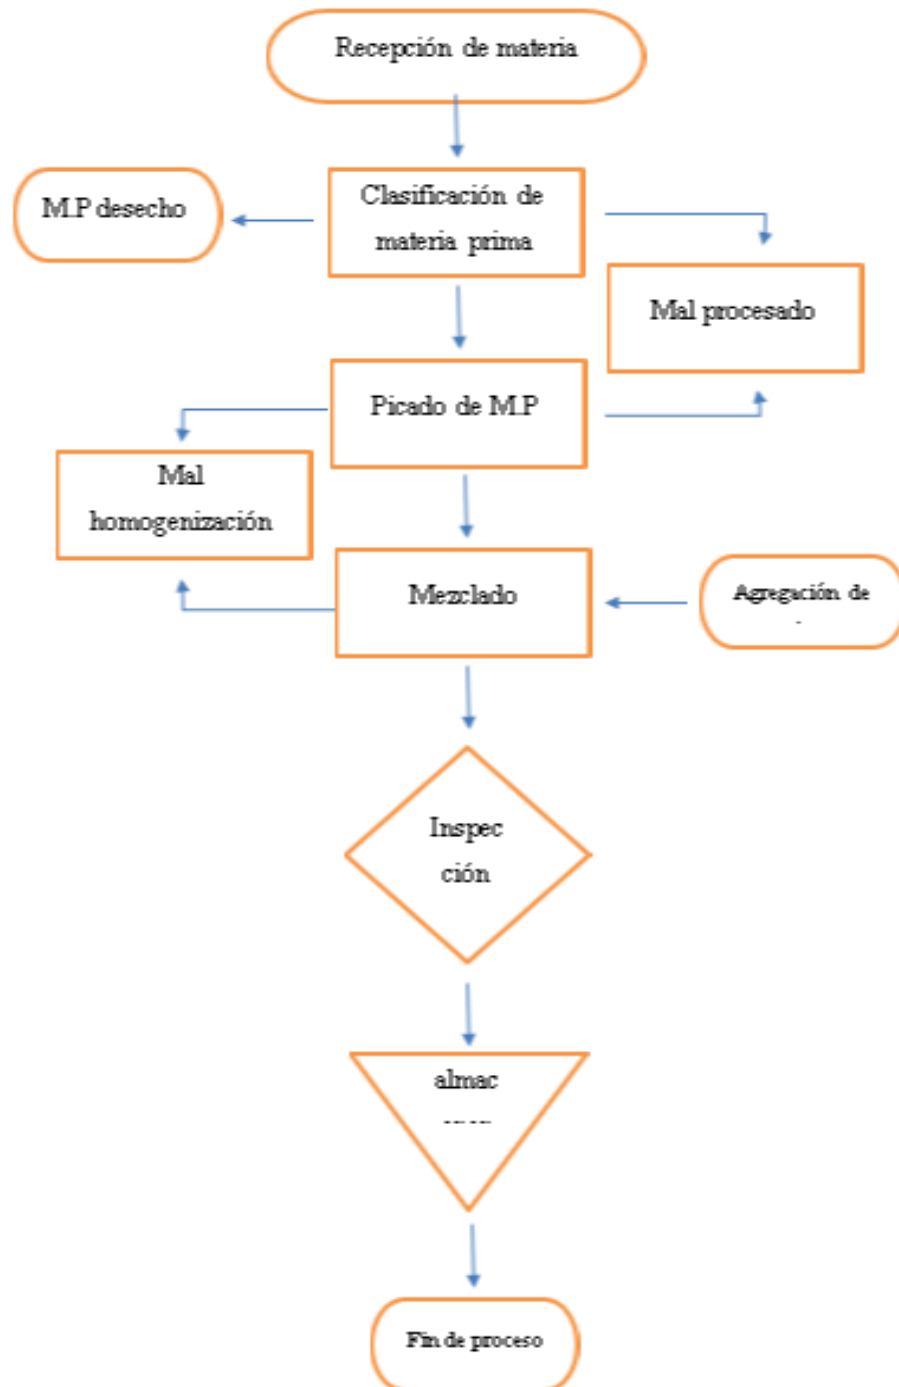 Recepción de materia
Clasificación de
materia prima
M.P desecho
Mal procesado
Picado de M.P
Mal
homogenización
Mezclado
Agregación de
Inspec
ción
almac
Fin de proceso